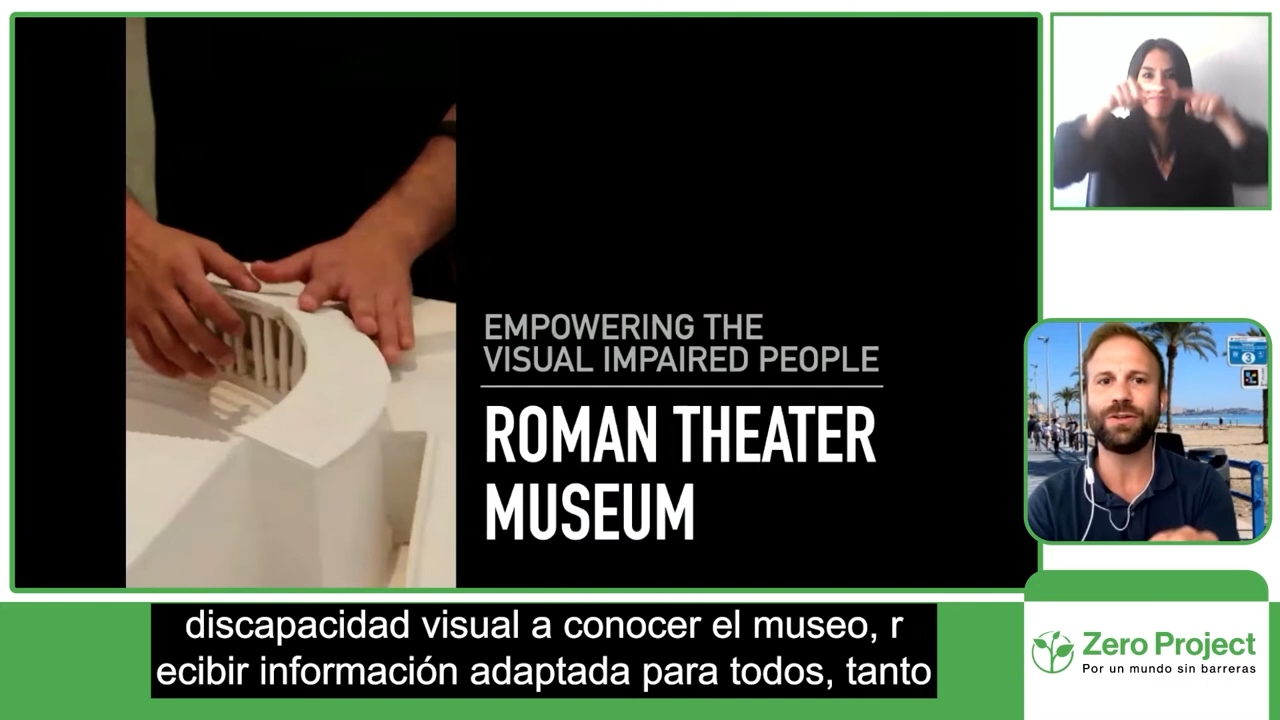 EMPOWERING THE
VISUAL IMPAIRED PEOPLE
ROMAN THEATER
MUSEUM
3
discapacidad visual a conocer el museo, r
ecibir información adaptada para todos, tanto
Zero Project
Por un mundo sin barreras